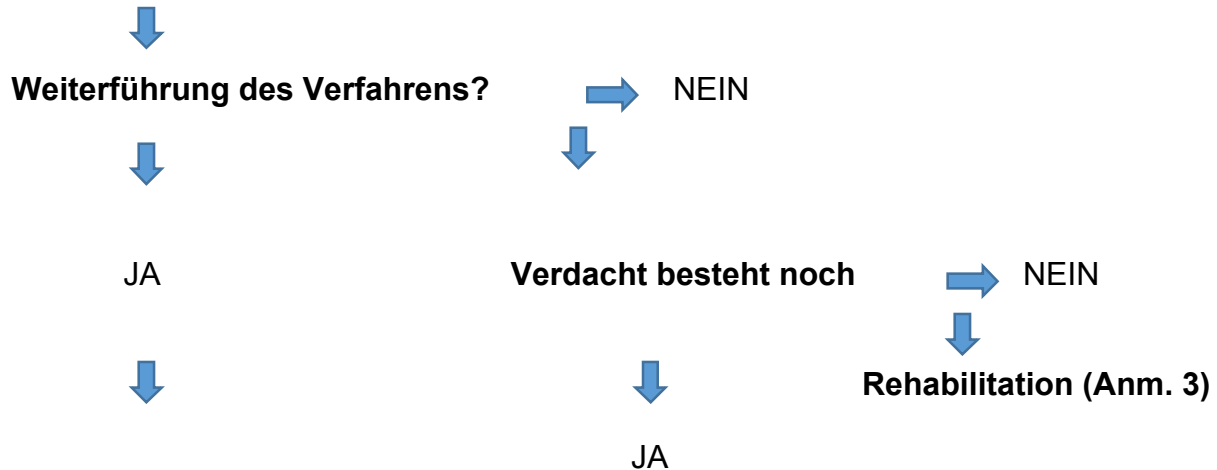 Weiterführung des Verfahrens? NEIN
JA Verdacht besteht noch NEIN
Rehabilitation (Anm. 3)
JA